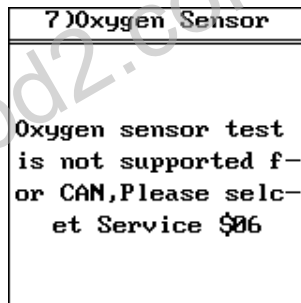 7)Oxygen Sensor
Oxygen sensor test
is not supported f-
or CAN,Please selc-
et Service $06